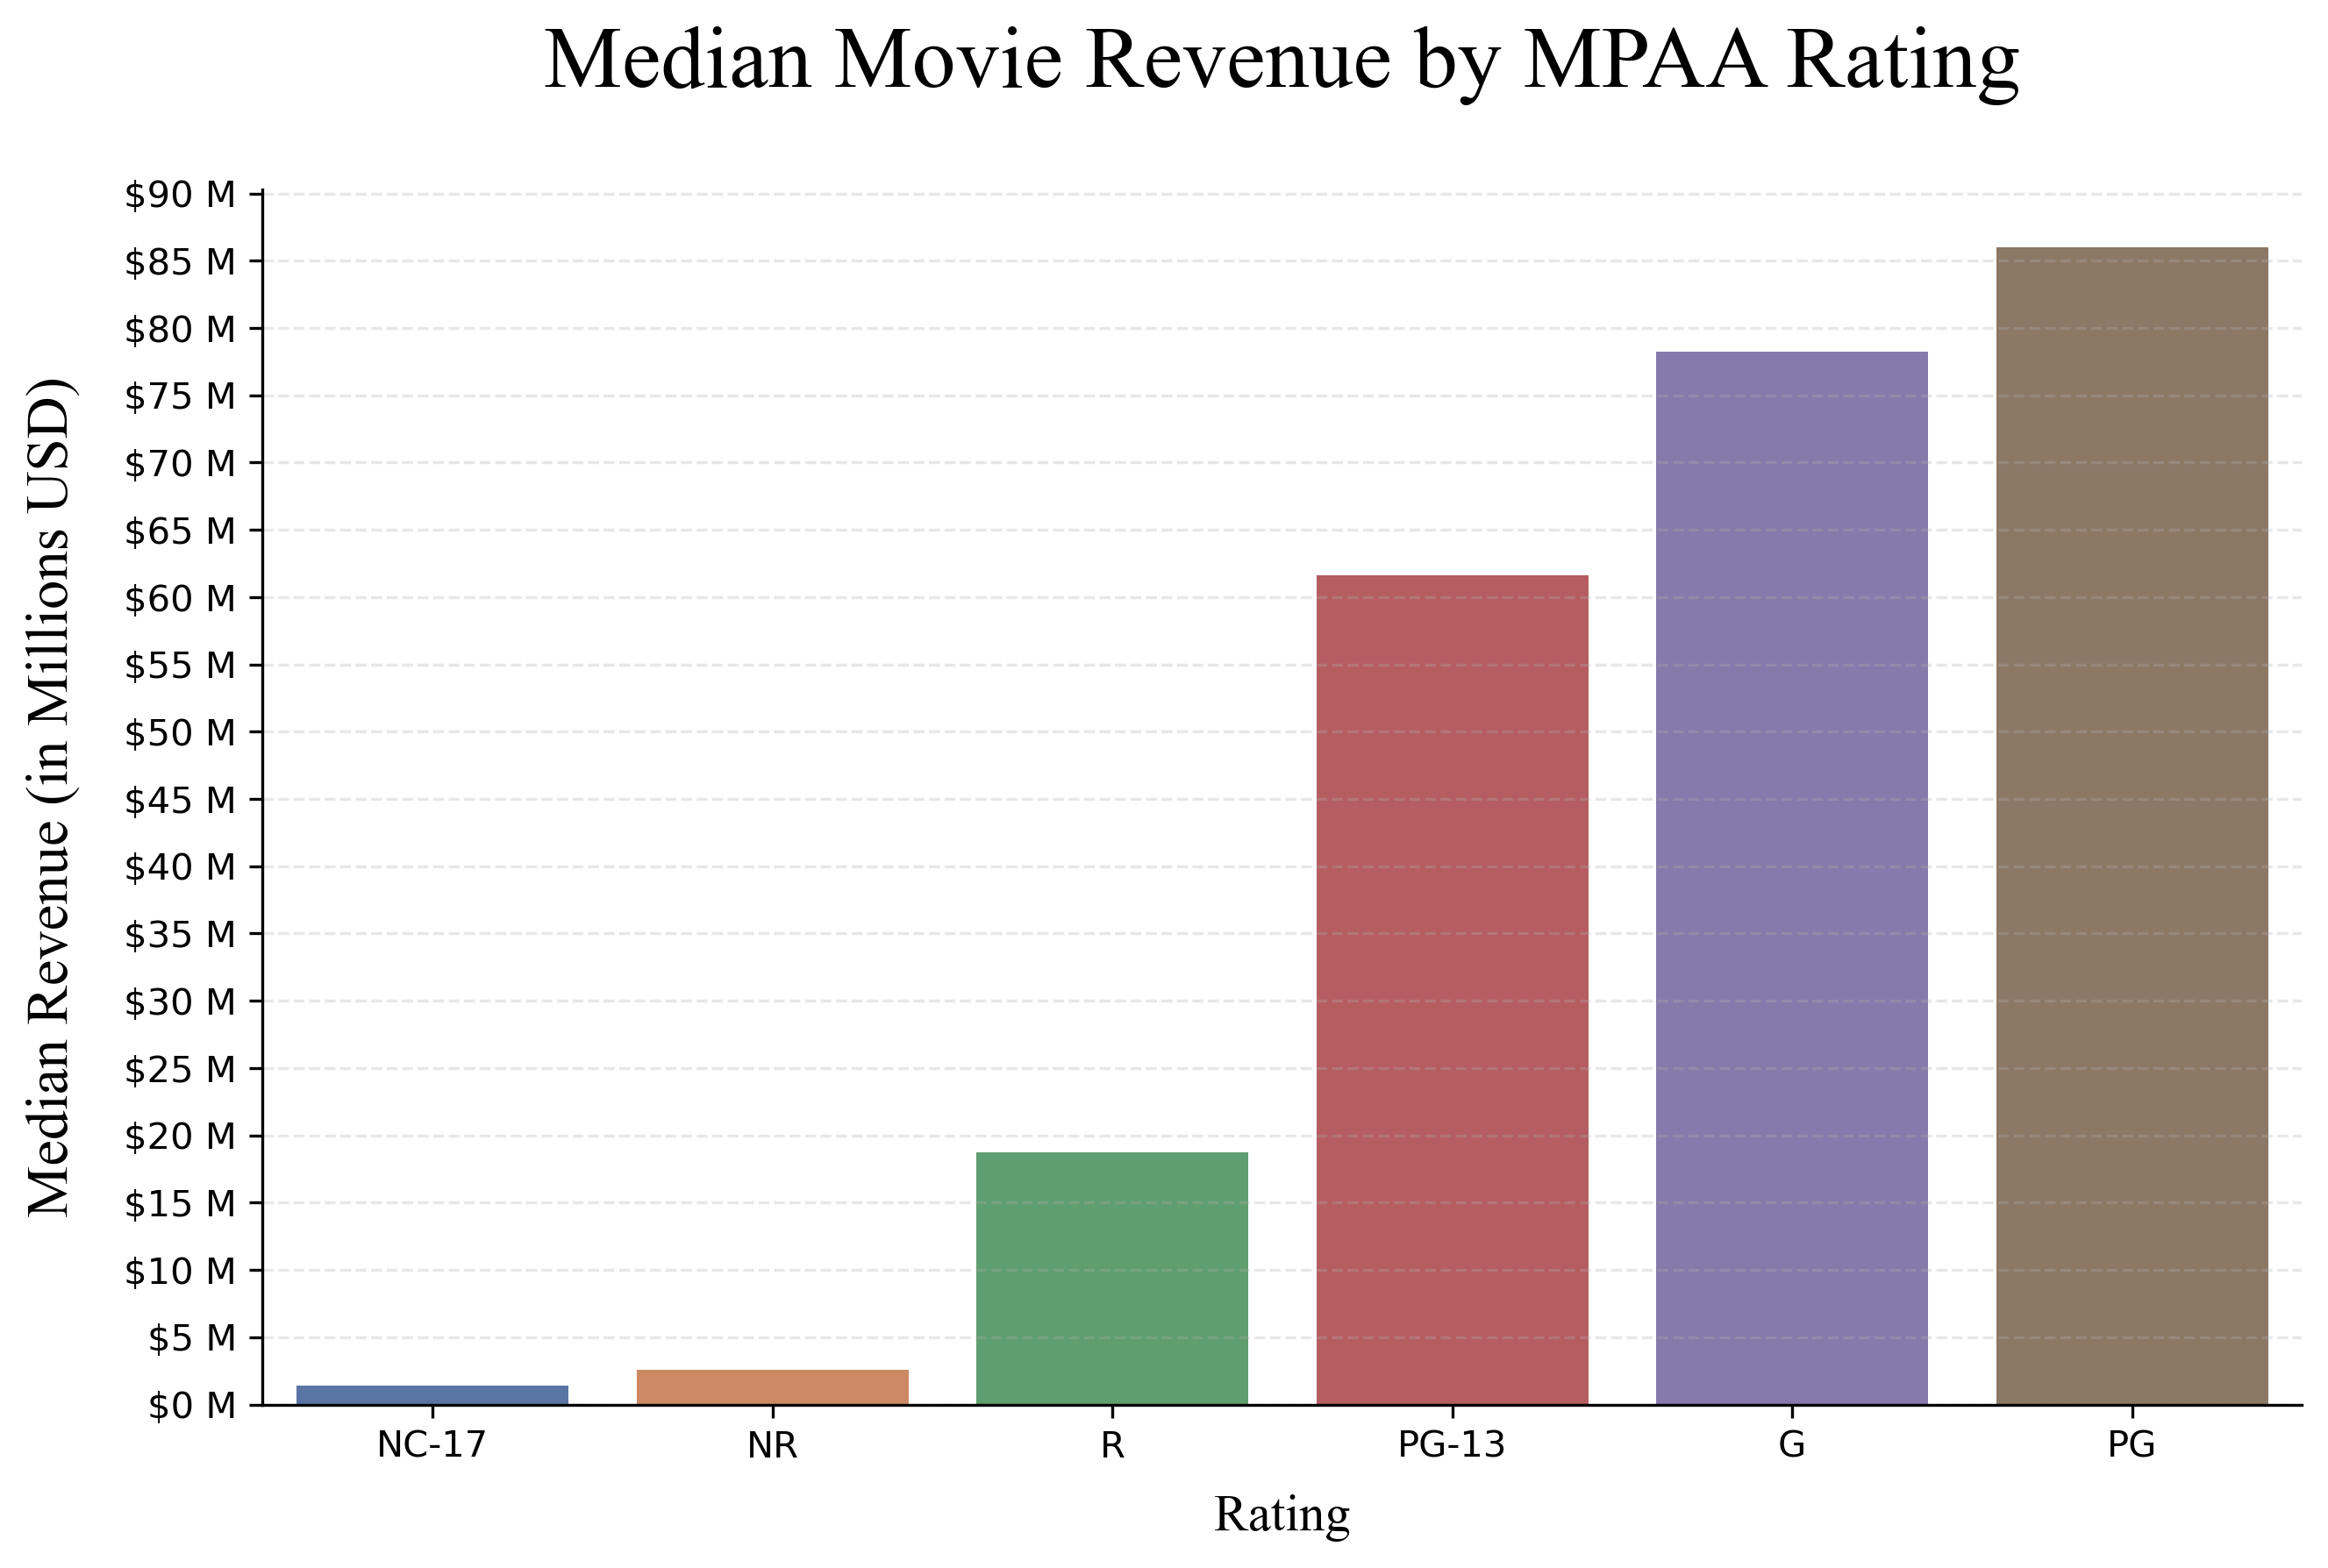 Median Movie Revenue by MPAA Rating
Median Revenue (in Millions USD)
$90 M
$85 M
$80 M
$75 M
$70 M
$65 M
$60 M
$55 M
$50 M
$45 M
$40 M
$35 M
$30 M
$25 M
$20 M
$15 M
$10 M
$5 M
$0 M
NC-17 NR R PG-13 G PG
Rating